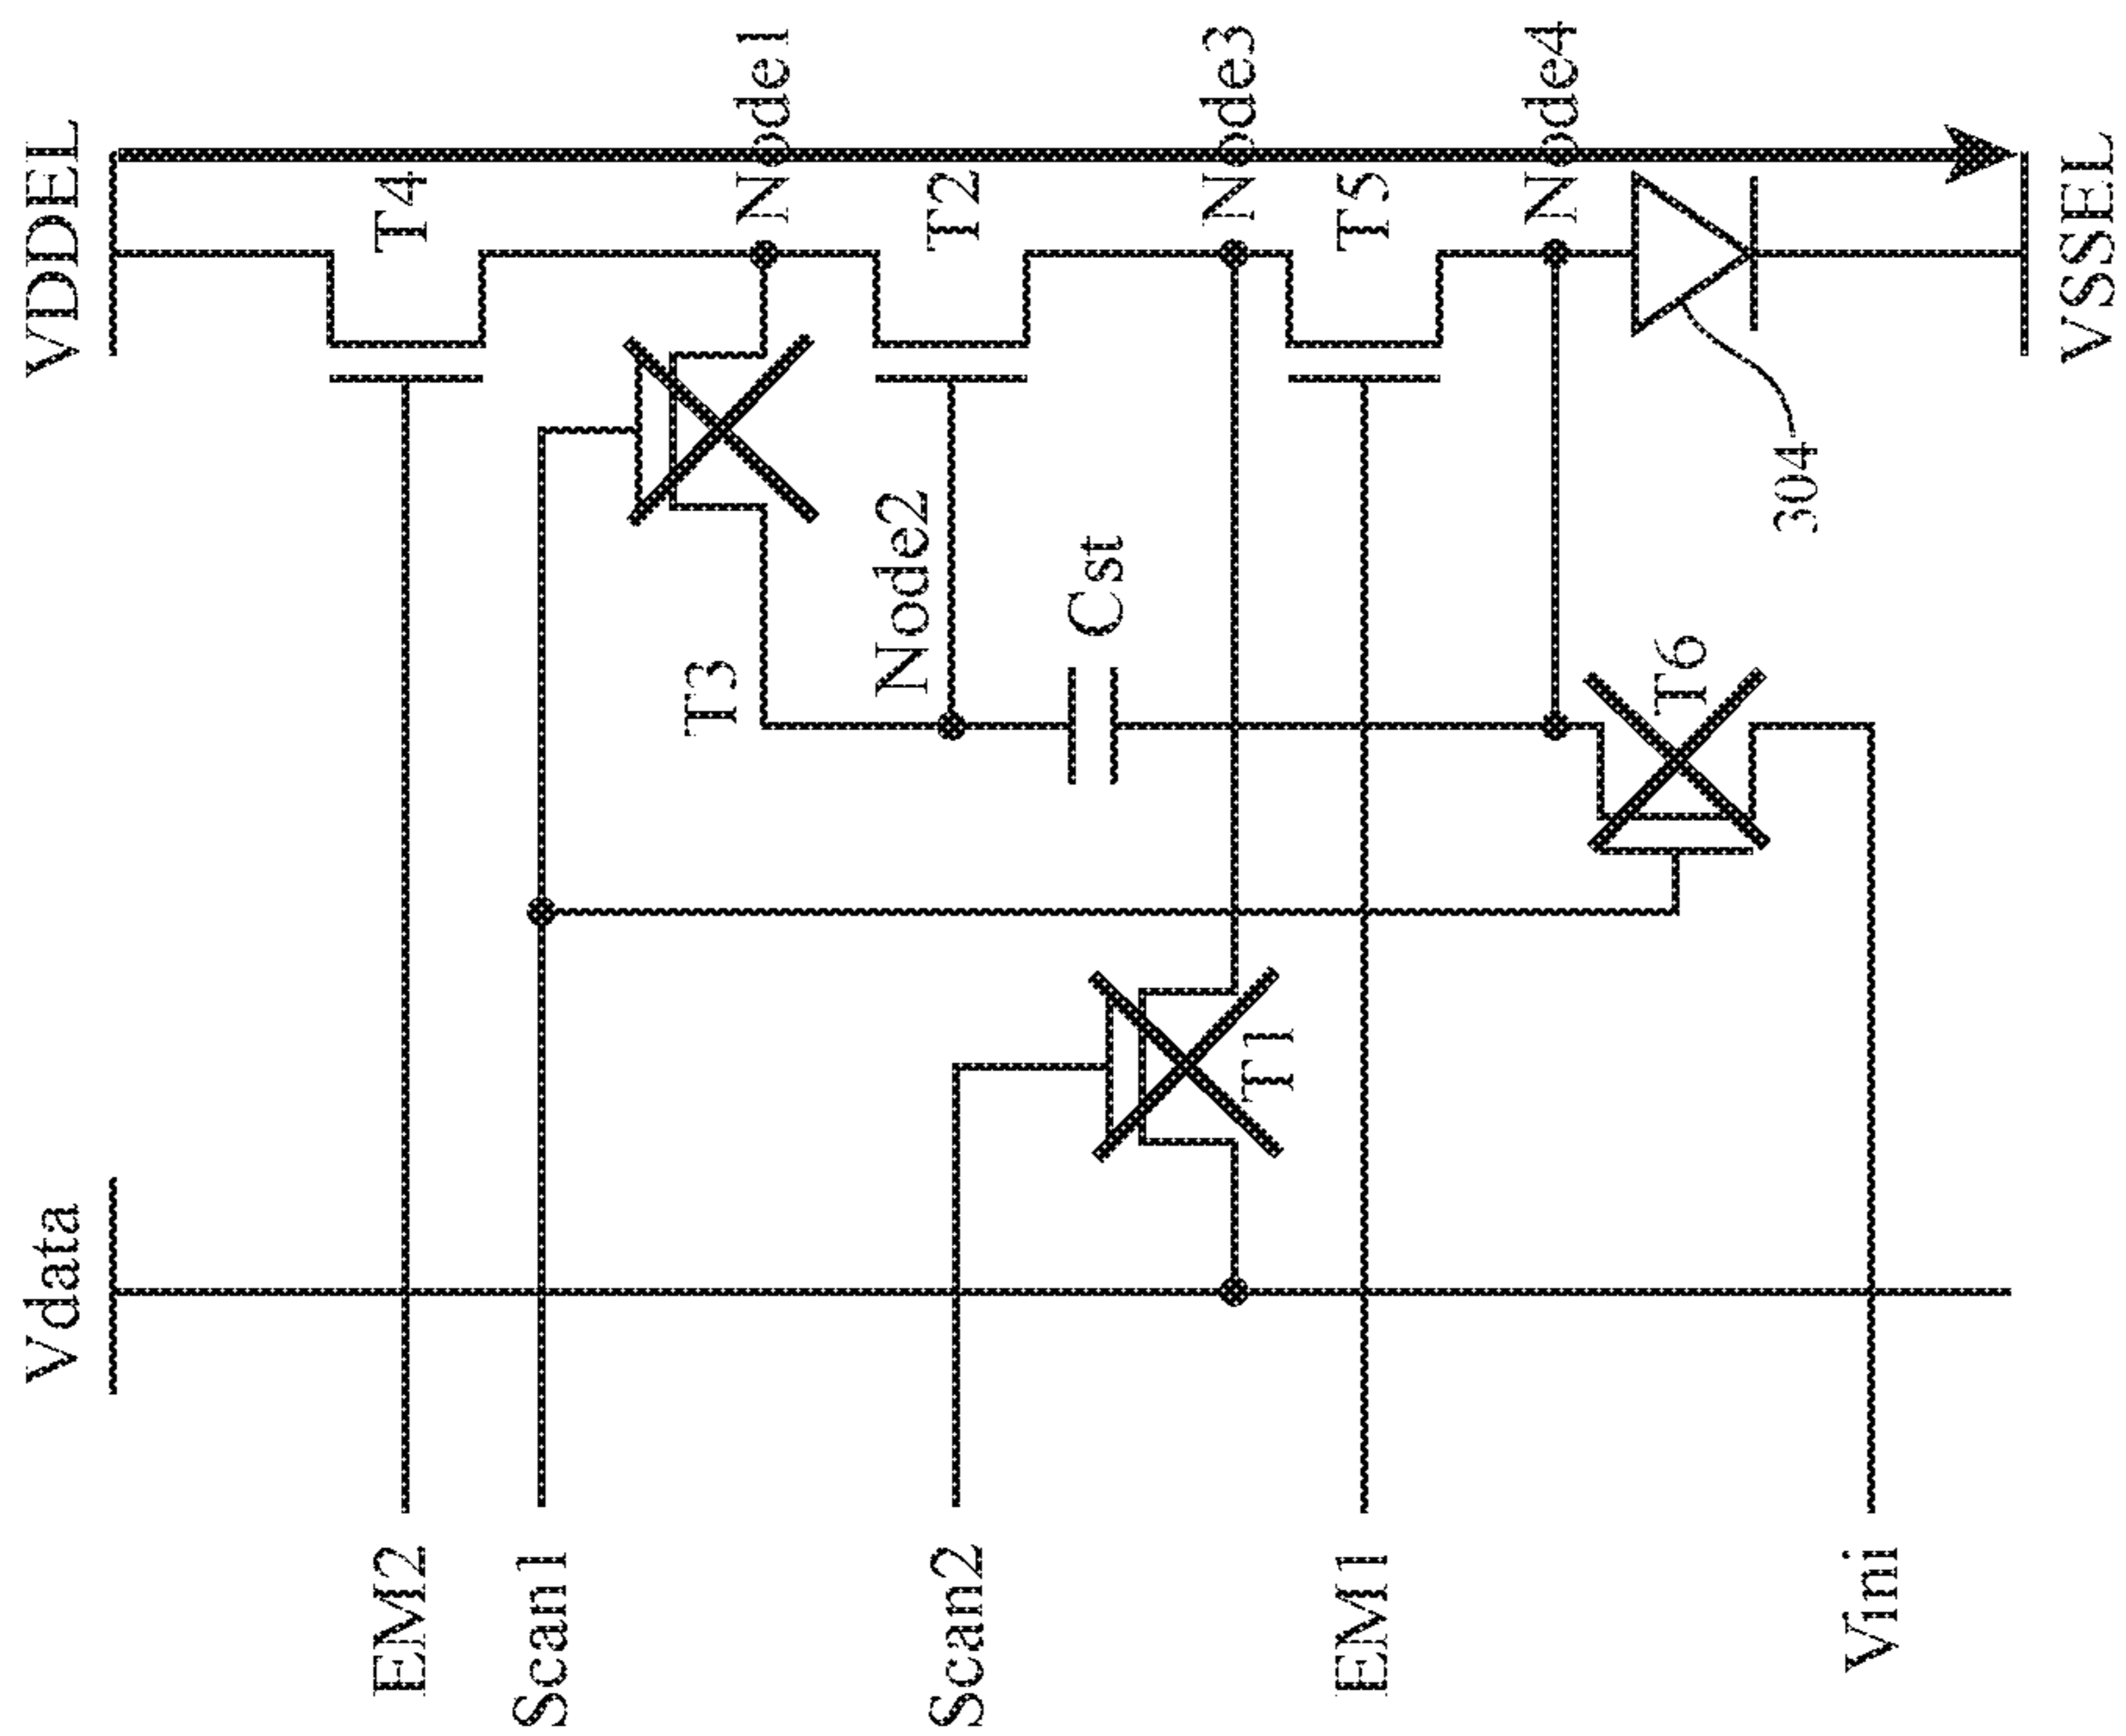 VDDEL
T4
Node1
T2
Node3
T5
Node4
VSSEL
304
T3
Node2
Cst
T6
T1
Vdata
EM2
Scan1
Scan2
EM1
Vini